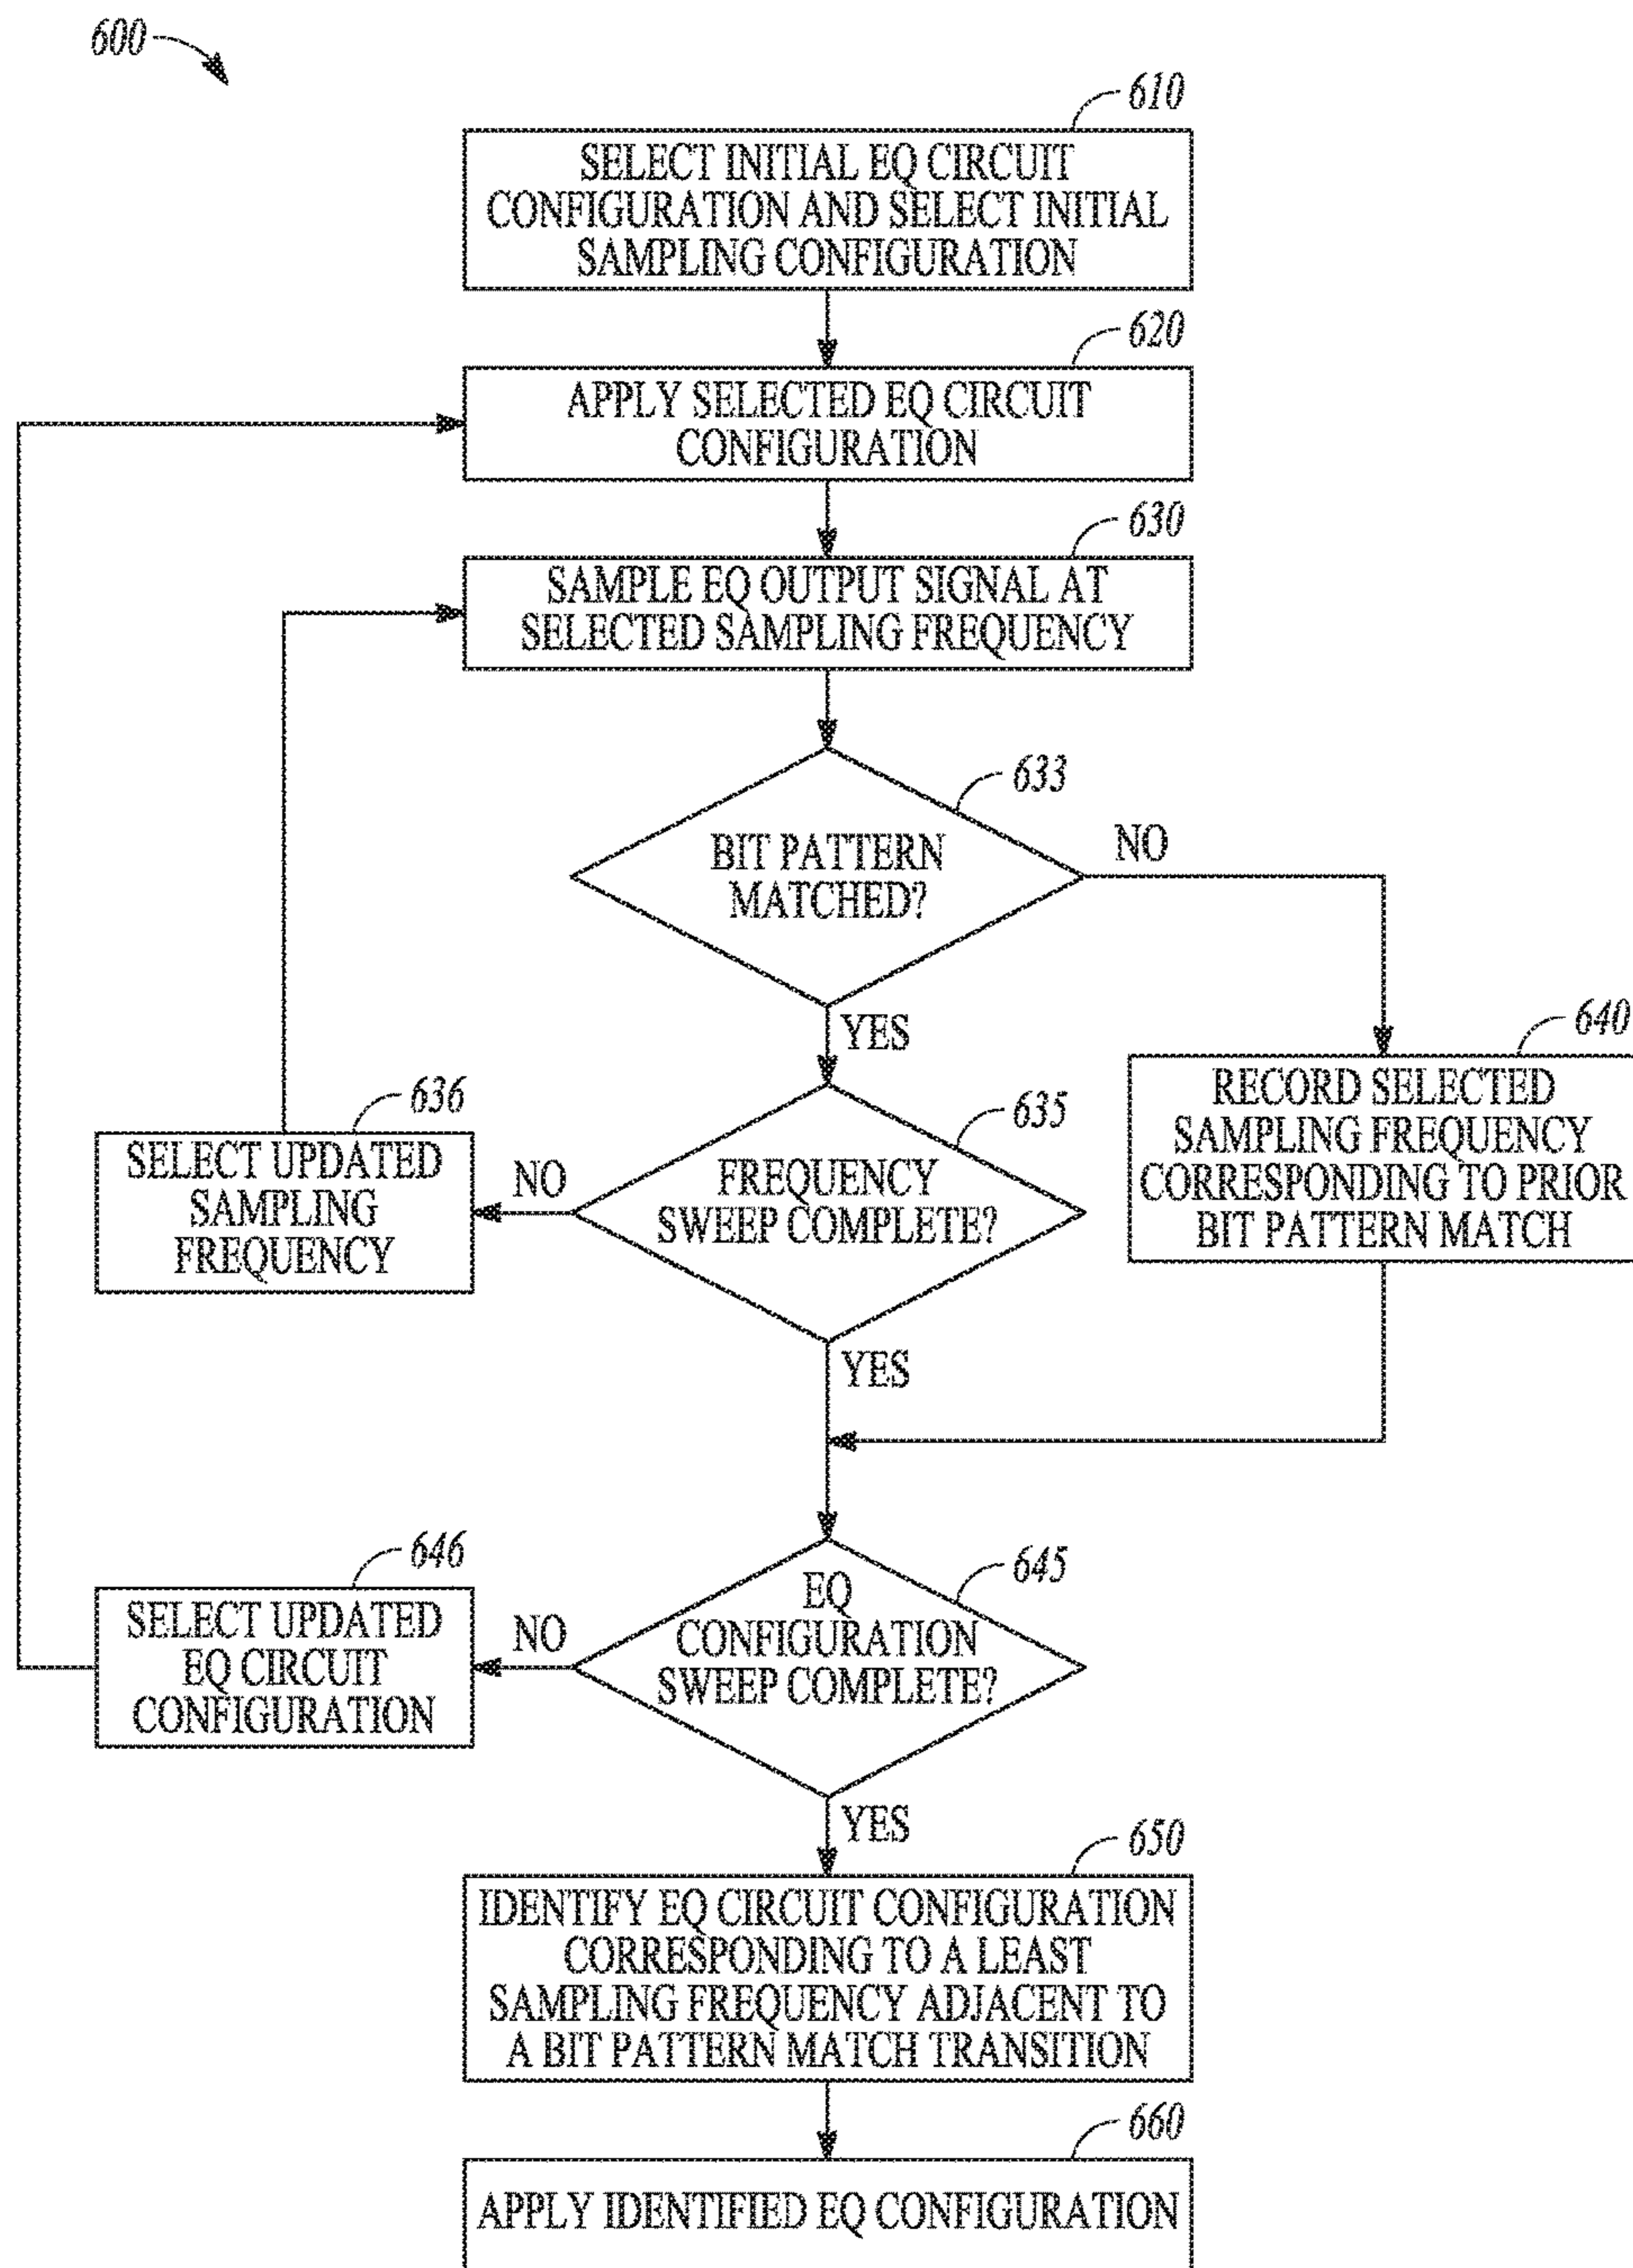 600
610
SELECT INITIAL EQ CIRCUIT
CONFIGURATION AND SELECT INITIAL
SAMPLING CONFIGURATION
620
APPLY SELECTED EQ CIRCUIT
CONFIGURATION
630
SAMPLE EQ OUTPUT SIGNAL AT
SELECTED SAMPLING FREQUENCY
633
BIT PATTERN
MATCHED?
NO
YES
640
RECORD SELECTED
SAMPLING FREQUENCY
CORRESPONDING TO PRIOR
BIT PATTERN MATCH
635
FREQUENCY
SWEEP COMPLETE?
NO
636
SELECT UPDATED
SAMPLING
FREQUENCY
YES
645
EQ
CONFIGURATION
SWEEP COMPLETE?
NO
646
SELECT UPDATED
EQ CIRCUIT
CONFIGURATION
YES
650
IDENTIFY EQ CIRCUIT CONFIGURATION
CORRESPONDING TO A LEAST
SAMPLING FREQUENCY ADJACENT TO
A BIT PATTERN MATCH TRANSITION
660
APPLY IDENTIFIED EQ CONFIGURATION